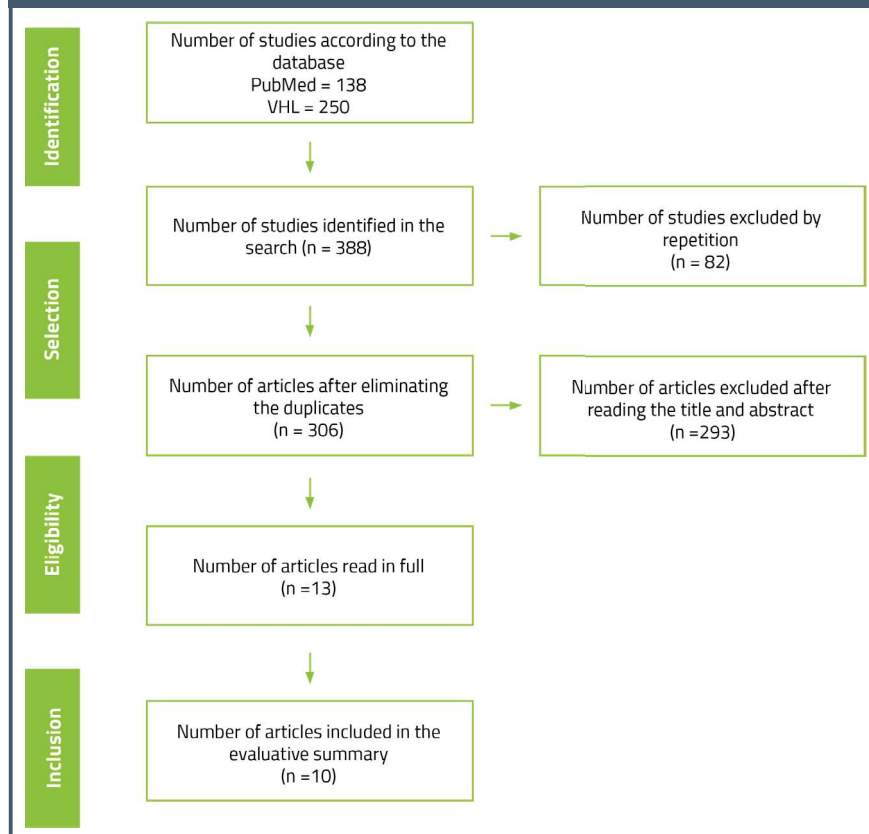 Identification
Number of studies according to the
database
PubMed = 138
VHL = 250
Selection
Number of studies identified in the
search (n = 388)
Number of studies excluded by
repetition
(n = 82)
Number of articles after eliminating
the duplicates
(n = 306)
Number of articles excluded after
reading the title and abstract
(n =293)
Eligibility
Number of articles read in full
(n =13)
Inclusion
Number of articles included in the
evaluative summary
(n =10)